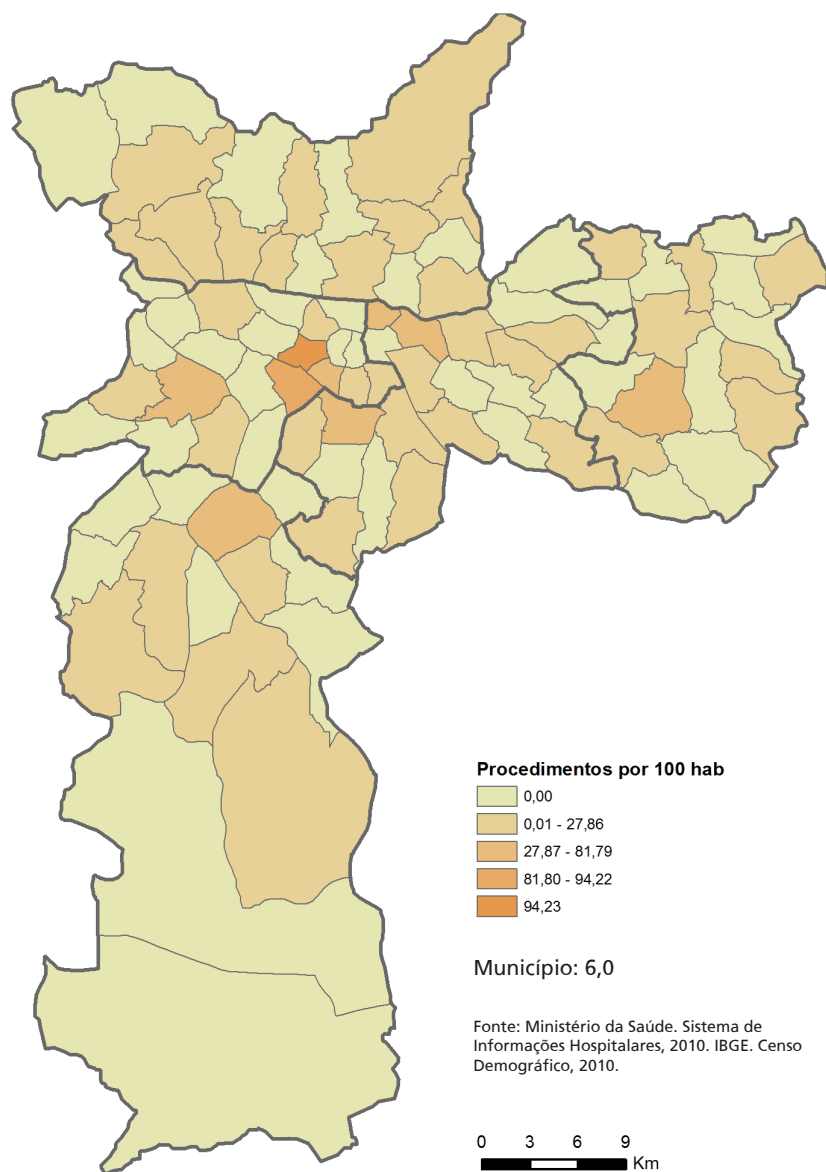 Procedimentos por 100 hab
0,00
0,01 - 27,86
27,87 - 81,79
81,80 - 94,22
94,23
Município: 6,0
Fonte: Ministério da Saúde. Sistema de
Informações Hospitalares, 2010. IBGE. Censo
Demográfico, 2010.
0 3 6 9
Km